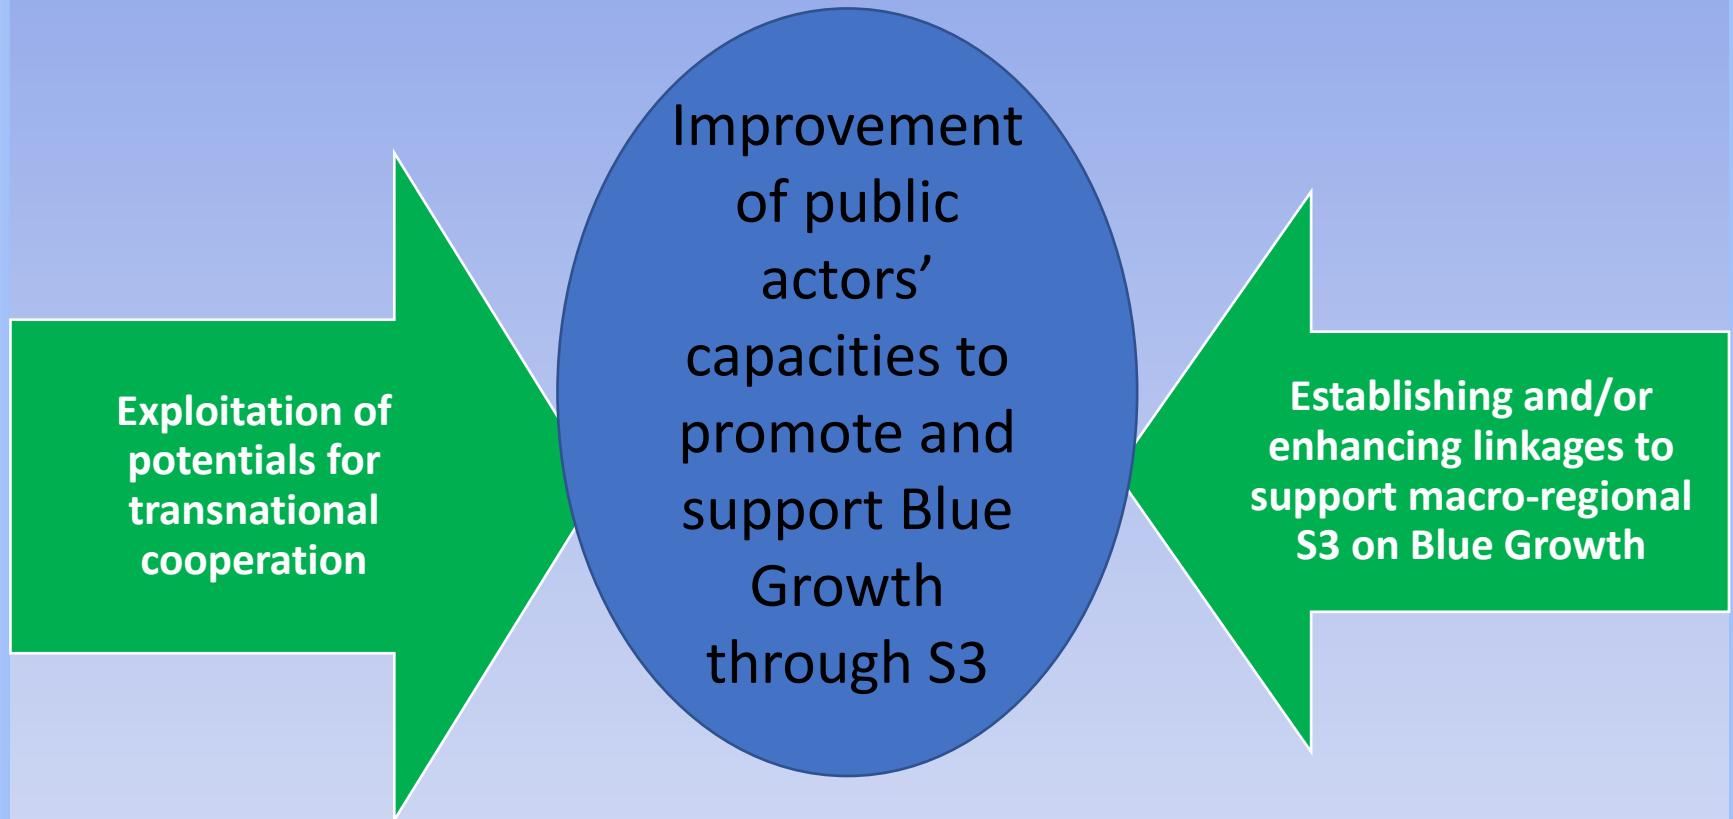 Exploitation of
potentials for
transnational
cooperation
Improvement
of public
actors’
capacities to
promote and
support Blue
Growth
through S3
Establishing and/or
enhancing linkages to
support macro-regional
S3 on Blue Growth